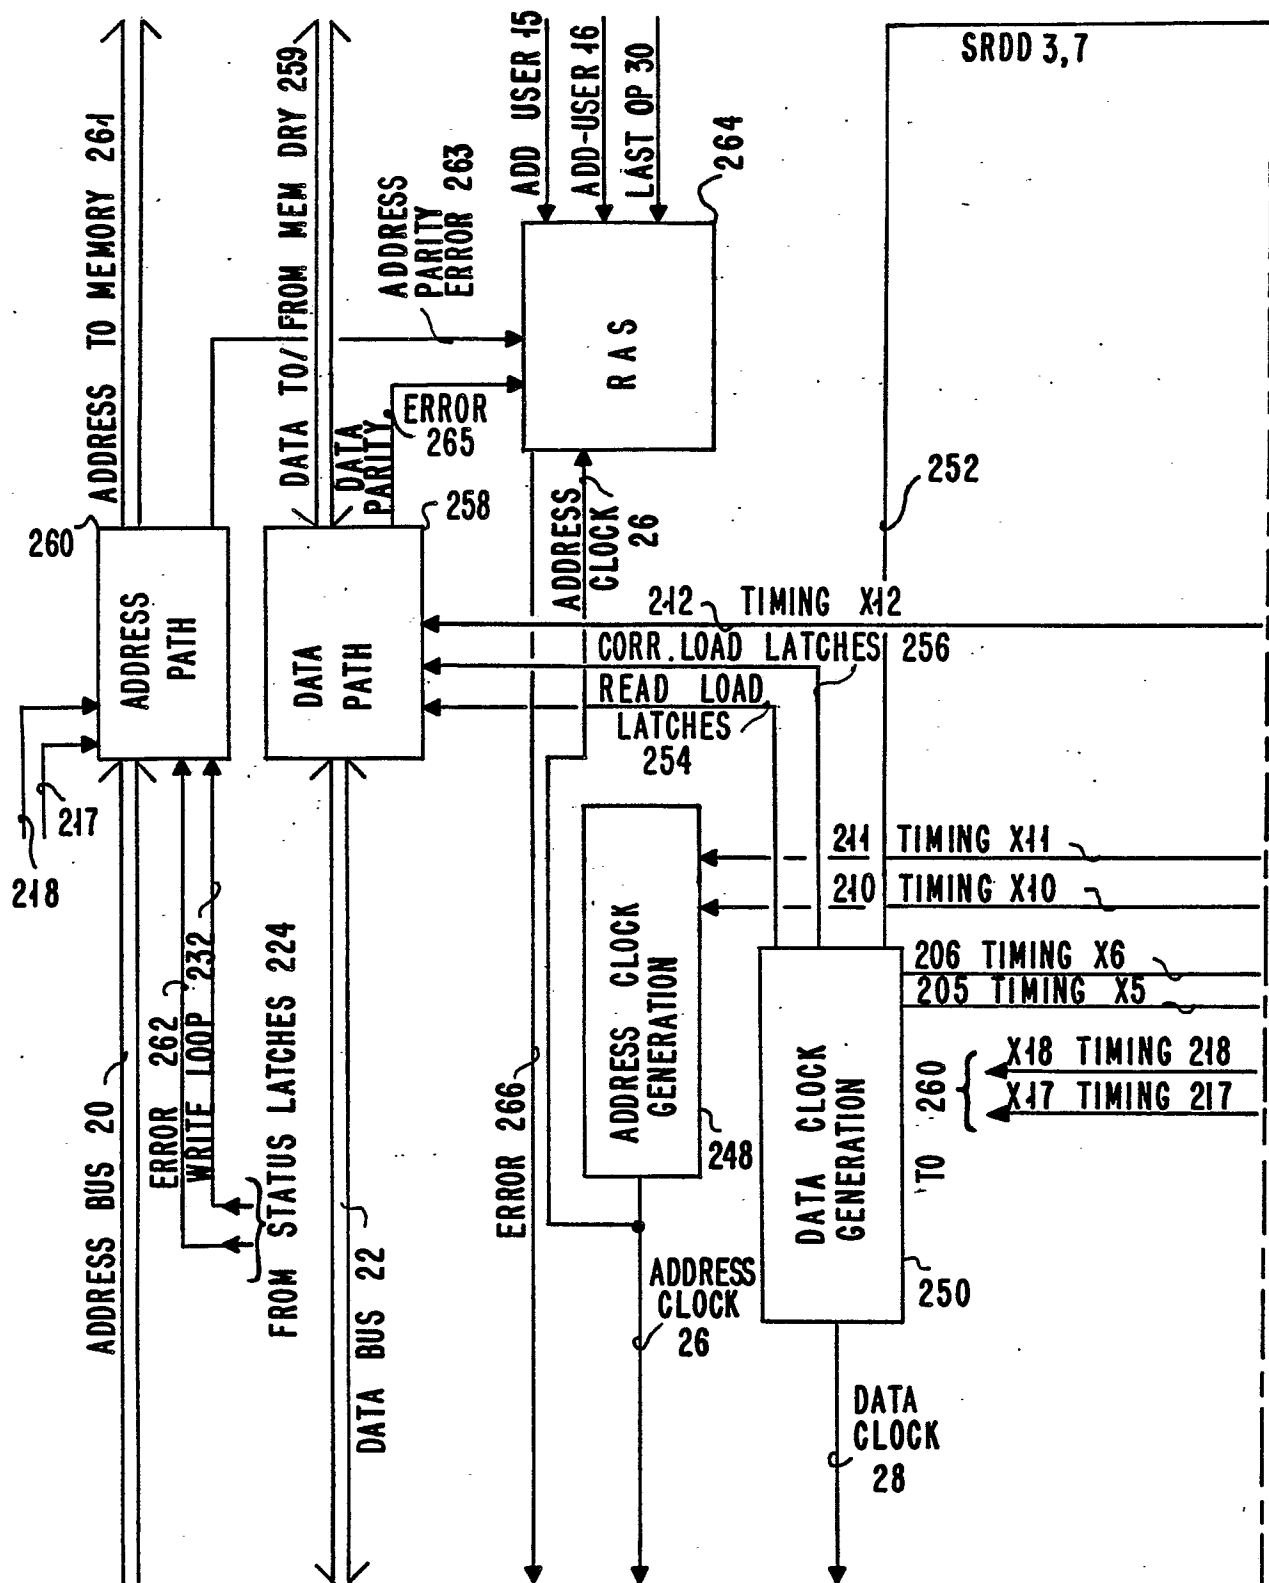 SRDD 3,7
ADDRESS TO MEMORY 261
DATA TO/FROM MEM DRY 259
ADDRESS
PARITY
ERROR 263
ADD USER 15
ADD-USER 16
LAST OP 30
264
RAS
DATA
PARITY
ERROR
265
260
258
252
ADDRESS
CLOCK
26
ADDRESS
PATH
DATA
PATH
212 TIMING X12
CORR.LOAD LATCHES 256
READ LOAD
LATCHES
254
217
218
211 TIMING X11
210 TIMING X10
206 TIMING X6
205 TIMING X5
X18 TIMING 218
X17 TIMING 217
TO 260
ADDRESS CLOCK
GENERATION
248
DATA CLOCK
GENERATION
250
ADDRESS BUS 20
ERROR 262
WRITE LOOP 232
FROM STATUS LATCHES 224
DATA BUS 22
ERROR 266
ADDRESS
CLOCK
26
DATA
CLOCK
28